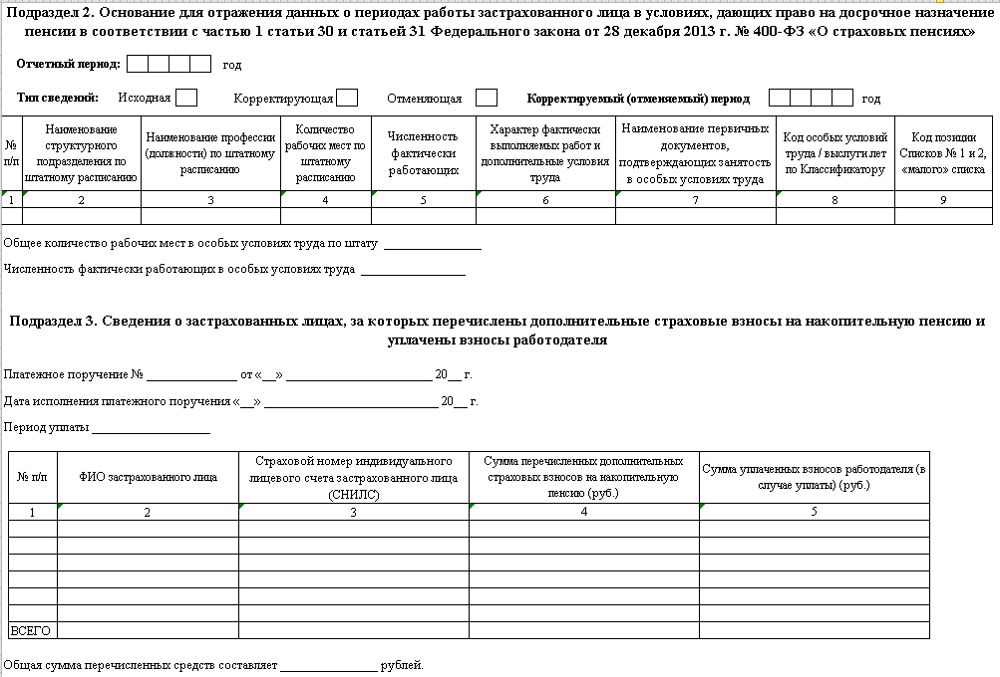 Подраздел 2. Основание для отражения данных о периодах работы застрахованного лица в условиях, дающих право на досрочное назначение
пенсии в соответствии с частью 1 статьи 30 и статьей 31 Федерального закона от 28 декабря 2013 г. № 400-ФЗ «О страховых пенсиях»
Отчетный период: год
Тип сведений: Исходная Корректирующая Отменяющая Корректируемый (отменяемый) период год
№
п/п
Наименование
структурного
подразделения по
штатному расписанию
Наименование профессии
(должности) по штатному
расписанию
Количество
рабочих мест по
штатному
расписанию
Численность
фактически
работающих
Характер фактически
выполняемых работ и
дополнительные условия
труда
Наименование первичных
документов,
подтверждающих занятость
в особых условиях труда
Код особых условий
труда / выслуги лет
по Классификатору
Код позиции
Списков № 1 и 2,
«малого» списка
1 2 3 4 5 6 7 8 9
Общее количество рабочих мест в особых условиях труда по штату ________________
Численность фактически работающих в особых условиях труда _________________
Подраздел 3. Сведения о застрахованных лицах, за которых перечислены дополнительные страховые взносы на накопительную пенсию и
уплачены взносы работодателя
Платежное поручение № _______________ от «__» ________________________ 20__ г.
Дата исполнения платежного поручения «__» _____________________________ 20__ г.
Период уплаты ___________________
№ п/п
ФИО застрахованного лица
Страховой номер индивидуального
лицевого счета застрахованного лица
(СНИЛС)
Сумма перечисленных дополнительных
страховых взносов на накопительную
пенсию (руб.)
Сумма уплаченных взносов работодателя (в
случае уплаты) (руб.)
1 2 3 4 5
ВСЕГО
Общая сумма перечисленных средств составляет ________________ рублей.